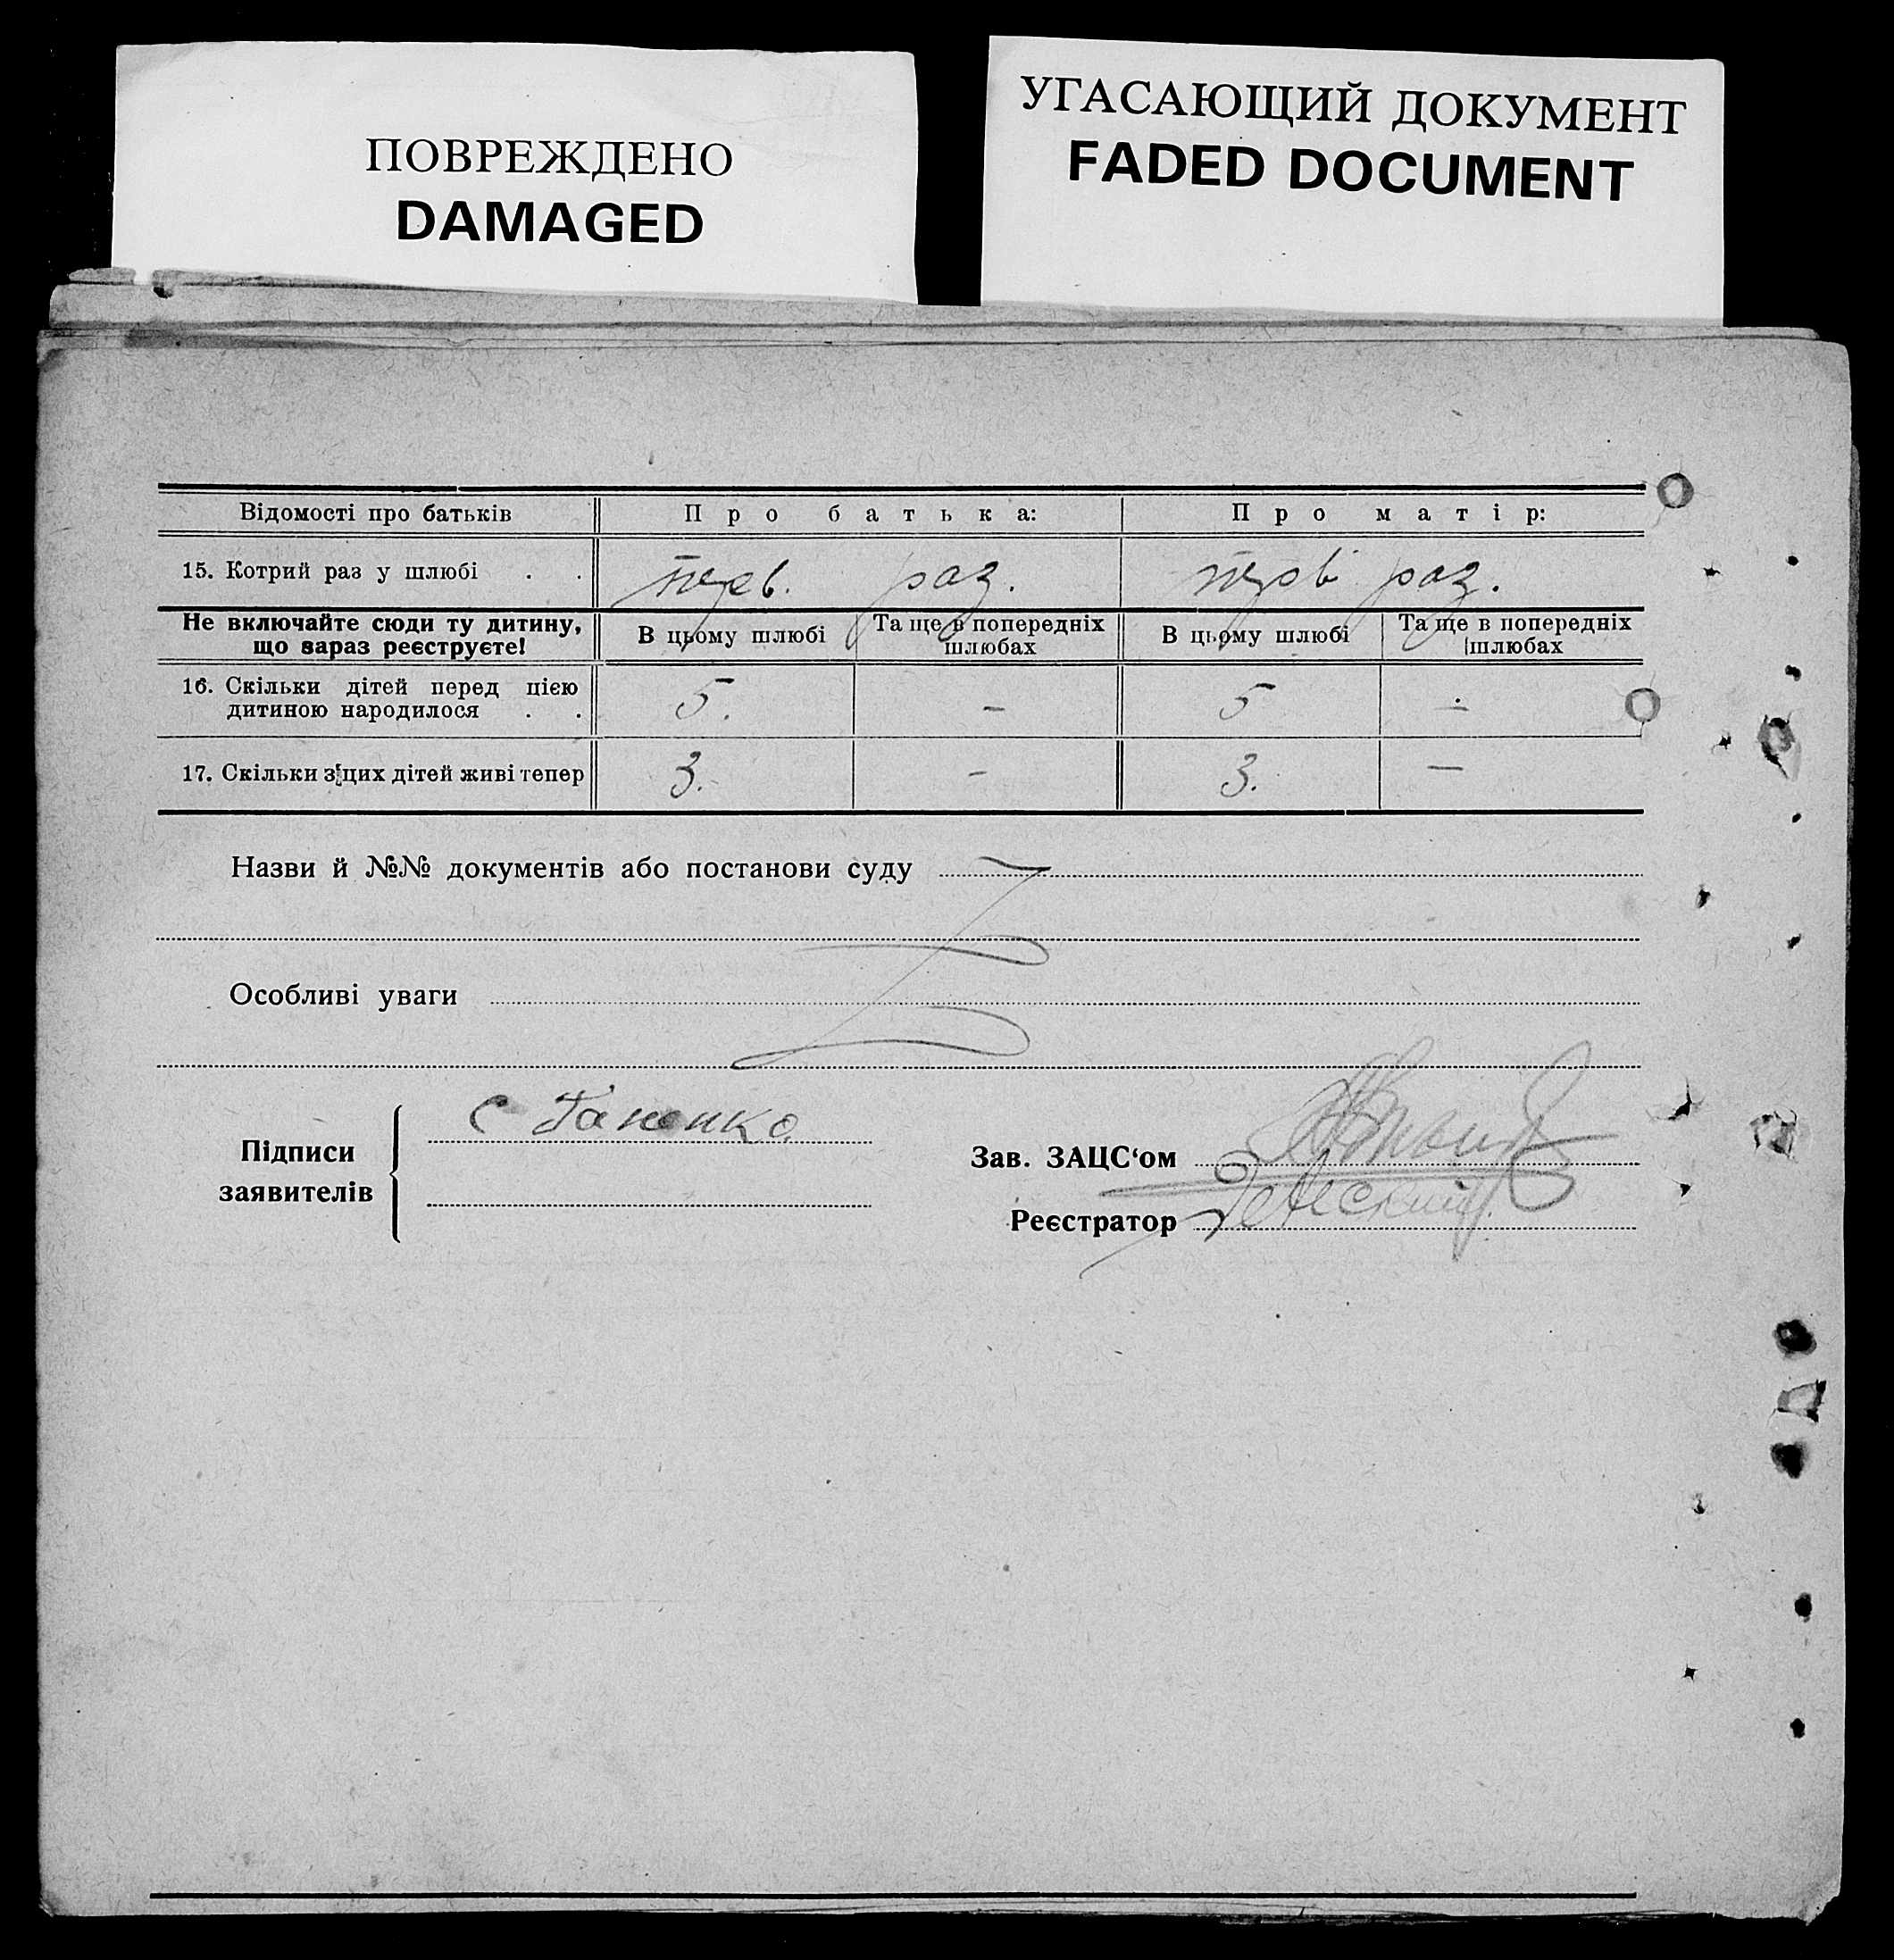 ПОВРЕЖДЕНО
DAMAGED
УГАСАЮЩИЙ ДОКУМЕНТ
FADED DOCUMENT
Відомості про батьків Про батька: Про матір:
15. Котрий раз у шлюбі . . перв. раз. перв раз.
Не включайте сюди ту дитину, що зараз реєструєте! В цьому шлюбі Та ще в попередніх шлюбах В цьому шлюбі Та ще в попередніх шлюбах
16. Скільки дітей перед цією
дитиною народилося . . 5. – 5 –
17. Скільки з цих дітей живі тепер 3. – 3. –
Назви й №№ документів або постанови суду
Особливі уваги
Підписи
заявителів
С
Зав. ЗАЦС‘ом
Реєстратор